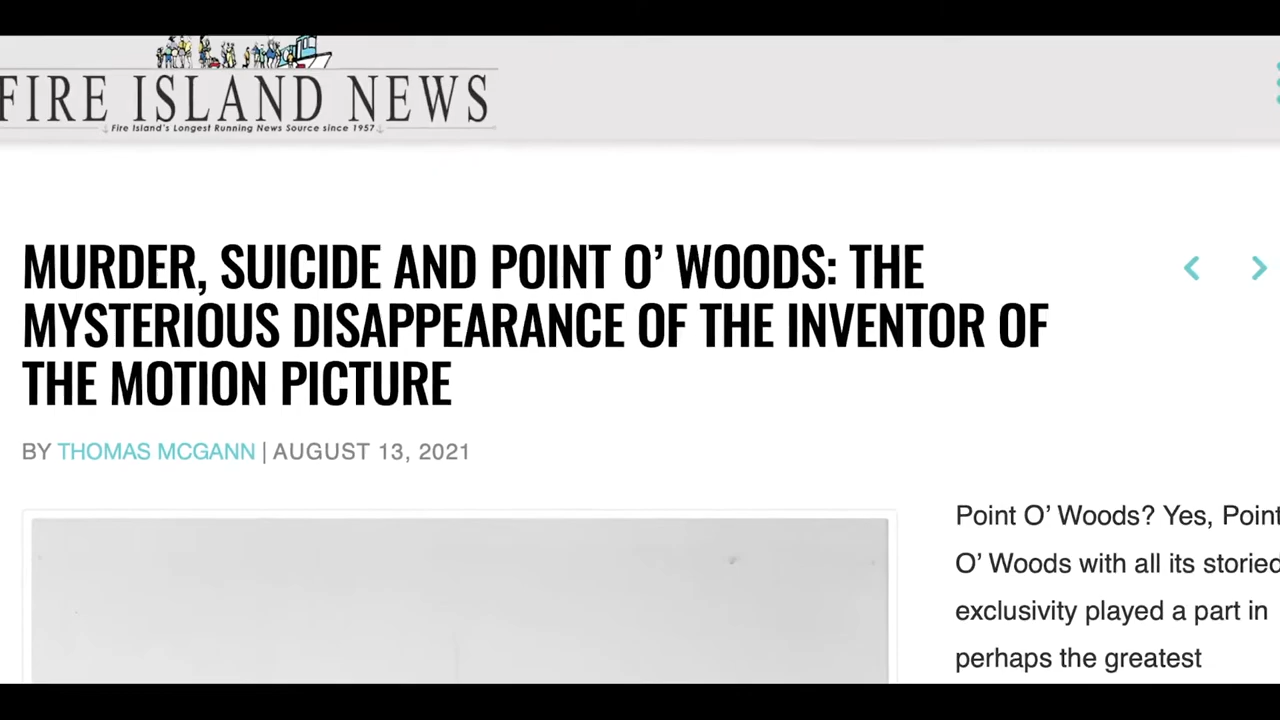 FIRE ISLAND NEWS
Fire Island's Longest Running News Source since 1957
MURDER, SUICIDE AND POINT O’ WOODS: THE
MYSTERIOUS DISAPPEARANCE OF THE INVENTOR OF
THE MOTION PICTURE
BY THOMAS MCGANN | AUGUST 13, 2021
Point O’ Woods? Yes, Point
O’ Woods with all its storied
exclusivity played a part in
perhaps the greatest